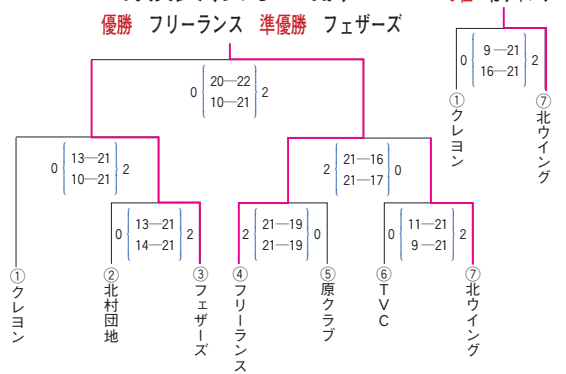 優勝 フリーランス 準優勝 フェザーズ
0 20—22 2
10—21
0 9—21 2
16—21
①クレヨン
⑦北ウイング
0 13—21 2
10—21
2 21—16 0
21—17
0 13—21 2
14—21
2 21—19 0
21—19
0 11—21 2
9—21
①クレヨン
②北村団地
③フェザーズ
④フリーランス
⑤原クラブ
⑥TVC
⑦北ウイング